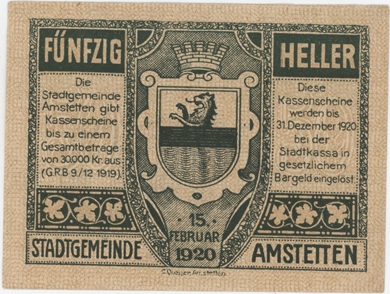 FÜNFZIG
HELLER
Die
Stadtgemeinde
Amstetten gibt
Kassenscheine
bis zu einem
Gesamtbetrage
von 30.000 Kr. aus
(G.R.B 9/12 1919).
Diese
Kassenscheine
werden bis
31. Dezember 1920
bei der
Stadtkassa in
gesetzlichem
Bargeld eingelöst.
· 15. ·
FEBRUAR
1920
STADTGEMEINDE
AMSTETTEN
Amstetten